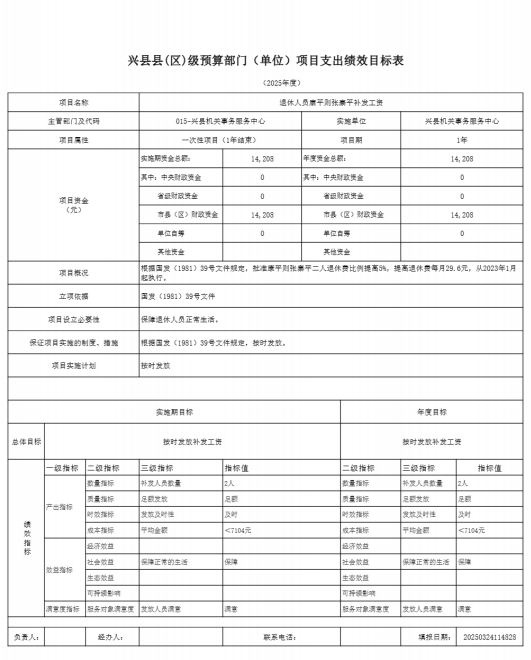 兴县县(区)级预算部门（单位）项目支出绩效目标表
（2025年度）
项目名称 退休人员康平则张秉平补发工资
主管部门及代码 015-兴县机关事务服务中心 实施单位 兴县机关事务服务中心
项目属性 一次性项目（1年结束） 项目期 1年
项目资金（元） 实施期资金总额： 14,208 年度资金总额： 14,208
其中：中央财政资金 0 其中：中央财政资金 0
省级财政资金 0 省级财政资金 0
市县（区）财政资金 14,208 市县（区）财政资金 14,208
单位自筹 0 单位自筹 0
其他资金 其他资金
项目概况 根据国发（1981）39号文件规定，批准康平则张秉平二人退休费比例提高5%，提高退休费每月29.6元，从2023年1月
起执行。
立项依据 国发（1981）39号文件
项目设立必要性 保障退休人员正常生活。
保证项目实施的制度、措施 根据国发（1981）39号文件规定，按时发放。
项目实施计划 按时发放
实施期目标 年度目标
总体目标 按时发放补发工资 按时发放补发工资
绩效指标 一级指标 二级指标 三级指标 指标值 二级指标 三级指标 指标值
产出指标 数量指标 补发人员数量 2人 数量指标 补发人员数量 2人
质量指标 足额发放 足额 质量指标 足额发放 足额
时效指标 发放及时性 及时 时效指标 发放及时性 及时
成本指标 平均金额 <7104元 成本指标 平均金额 <7104元
效益指标 经济效益 经济效益
社会效益 保障正常的生活 保障 社会效益 保障正常的生活 保障
生态效益 生态效益
可持续影响 可持续影响
满意度指标 服务对象满意度 发放人员满意 满意 服务对象满意度 发放人员满意 满意
负责人： 经办人： 联系电话： 填报日期： 20250324114828